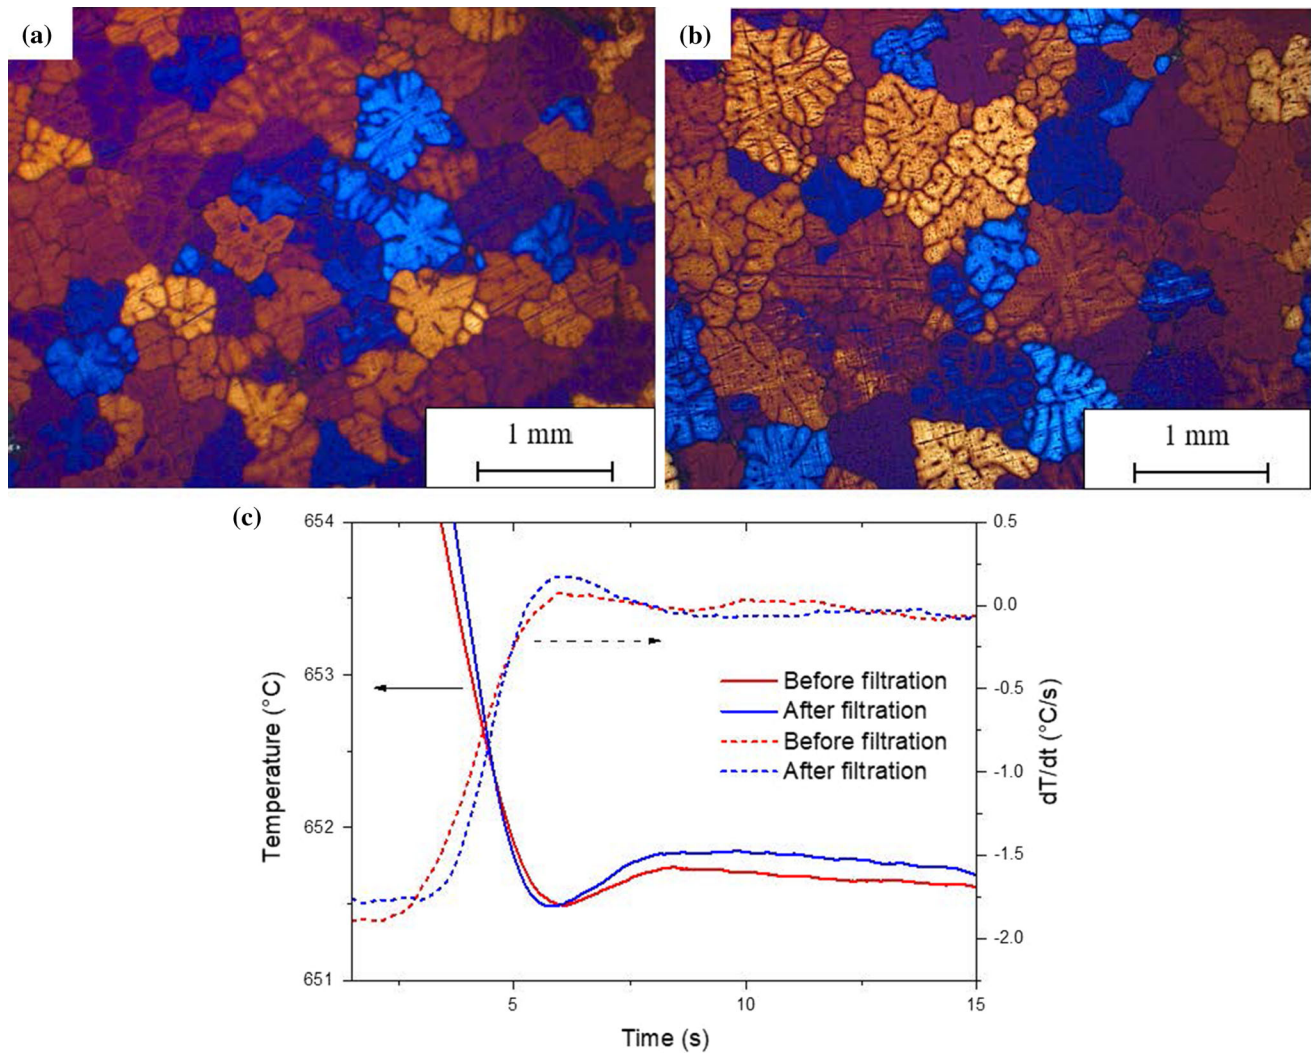 (a)
(b)
1 mm
1 mm
(c)
654
653
652
651
Temperature (°C)
0.5
0.0
-0.5
-1.0
-1.5
-2.0
dT/dt (°C/s)
Before filtration
After filtration
Before filtration
After filtration
5
10
15
Time (s)